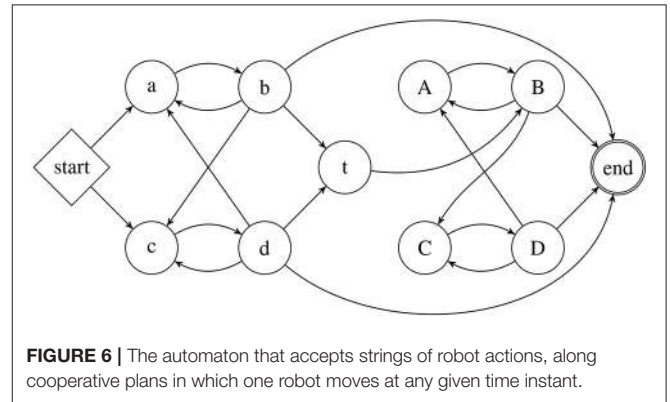 a b A B
start t end
c d C D
FIGURE 6 | The automaton that accepts strings of robot actions, along
cooperative plans in which one robot moves at any given time instant.